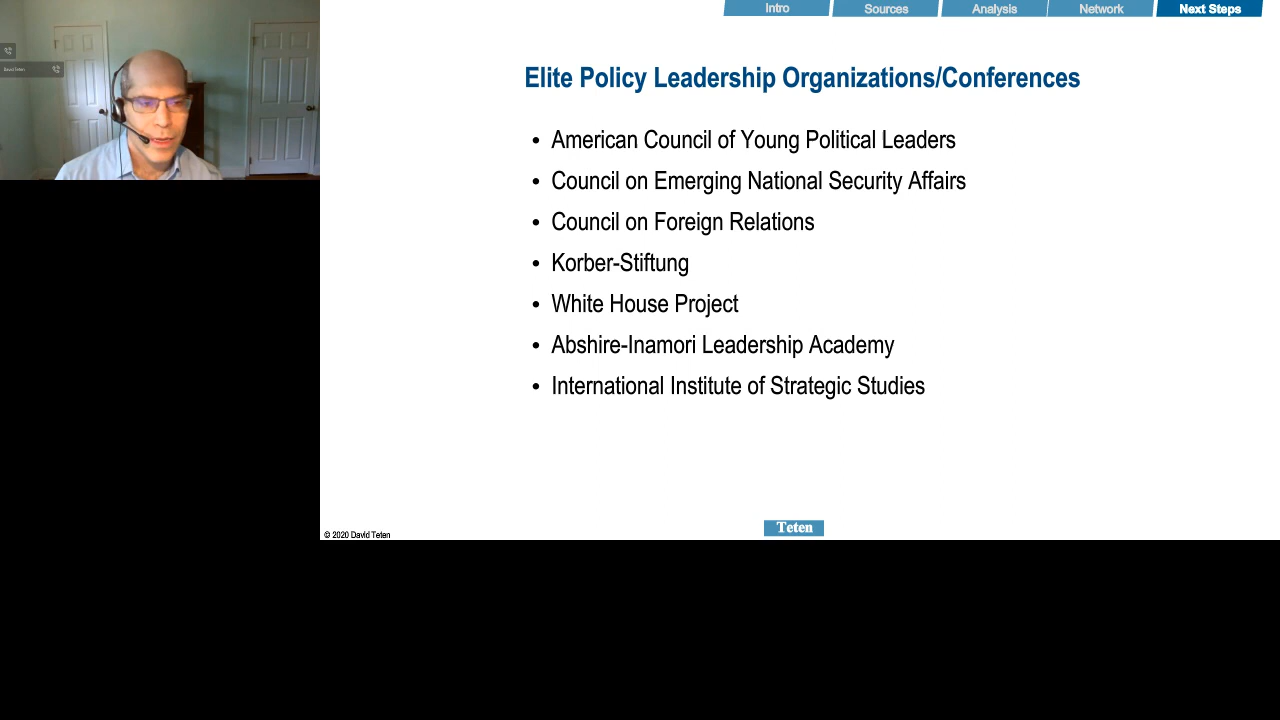 Intro
Sources
Analysis
Network
Next Steps
David Teten
Elite Policy Leadership Organizations/Conferences
• American Council of Young Political Leaders
• Council on Emerging National Security Affairs
• Council on Foreign Relations
• Korber-Stiftung
• White House Project
• Abshire-Inamori Leadership Academy
• International Institute of Strategic Studies
Teten
© 2020 David Teten